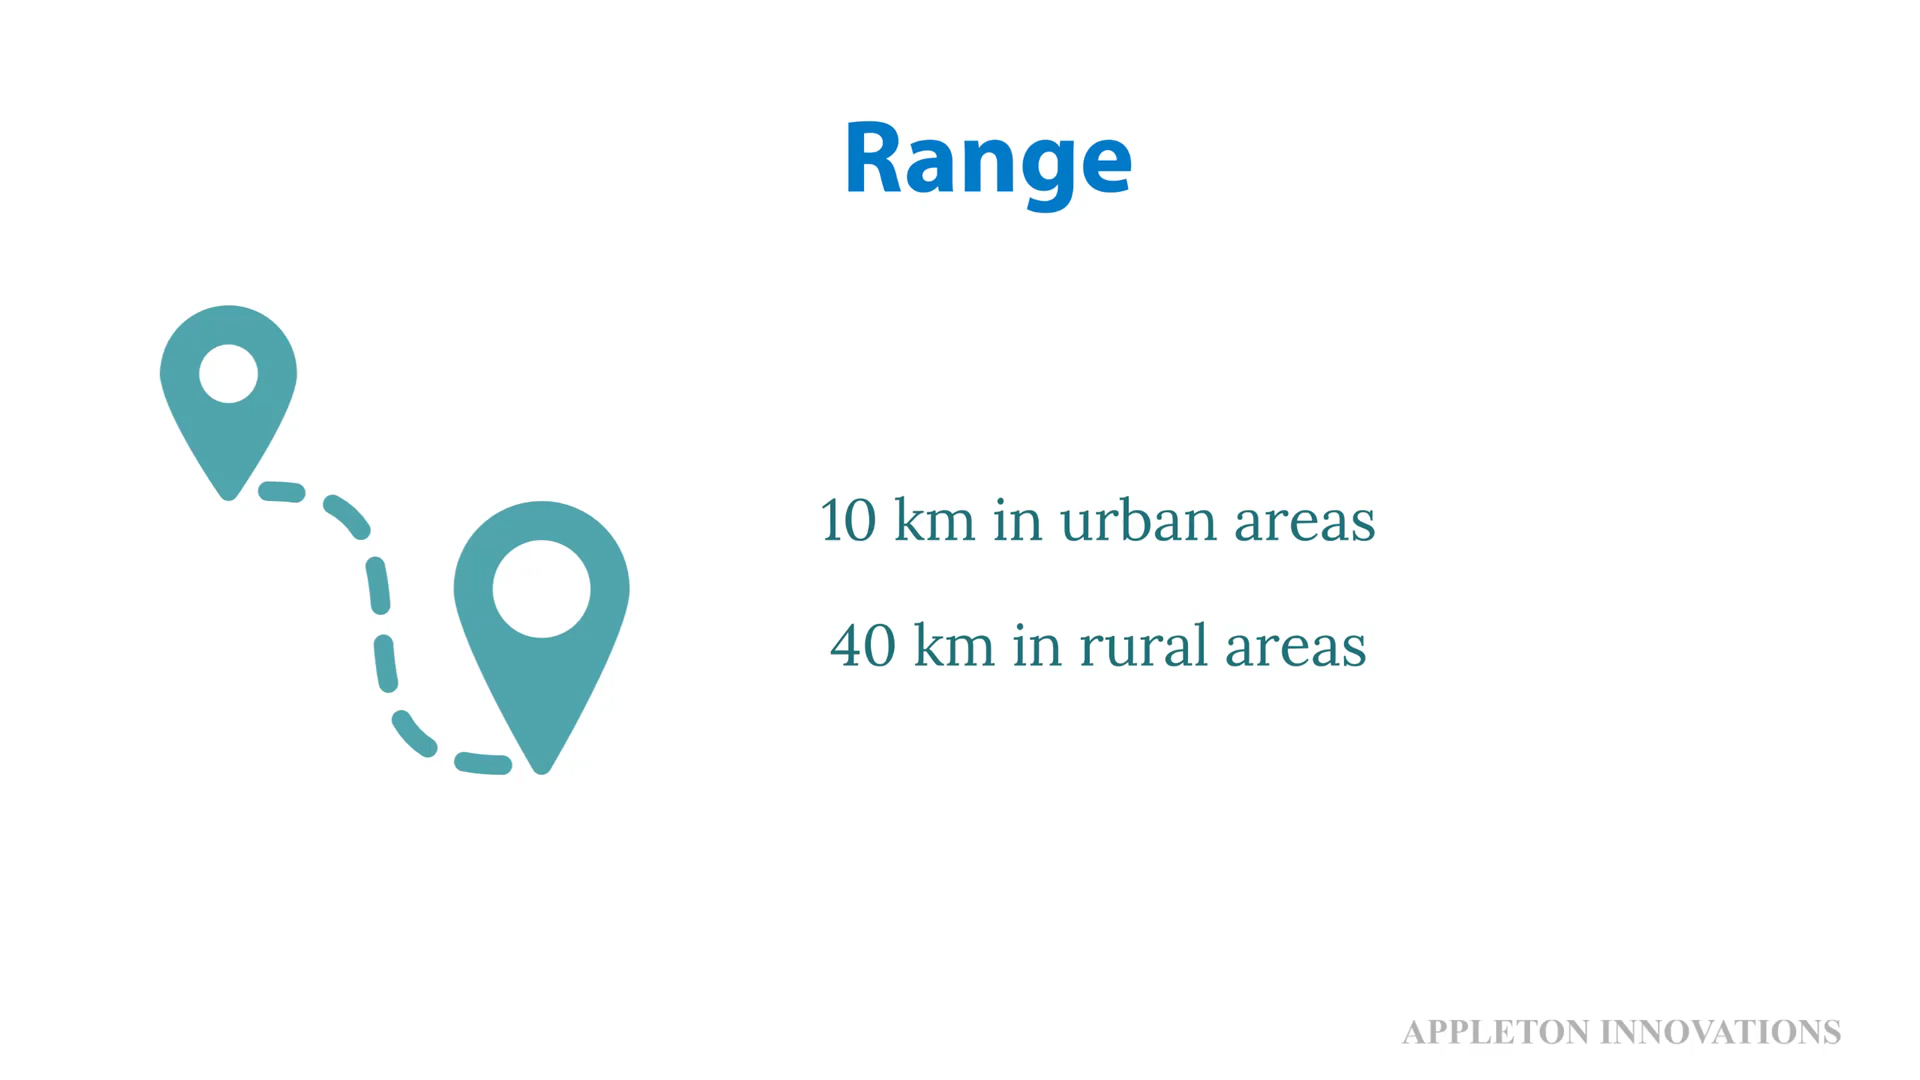 Range
10 km in urban areas
40 km in rural areas
APPLETON INNOVATIONS